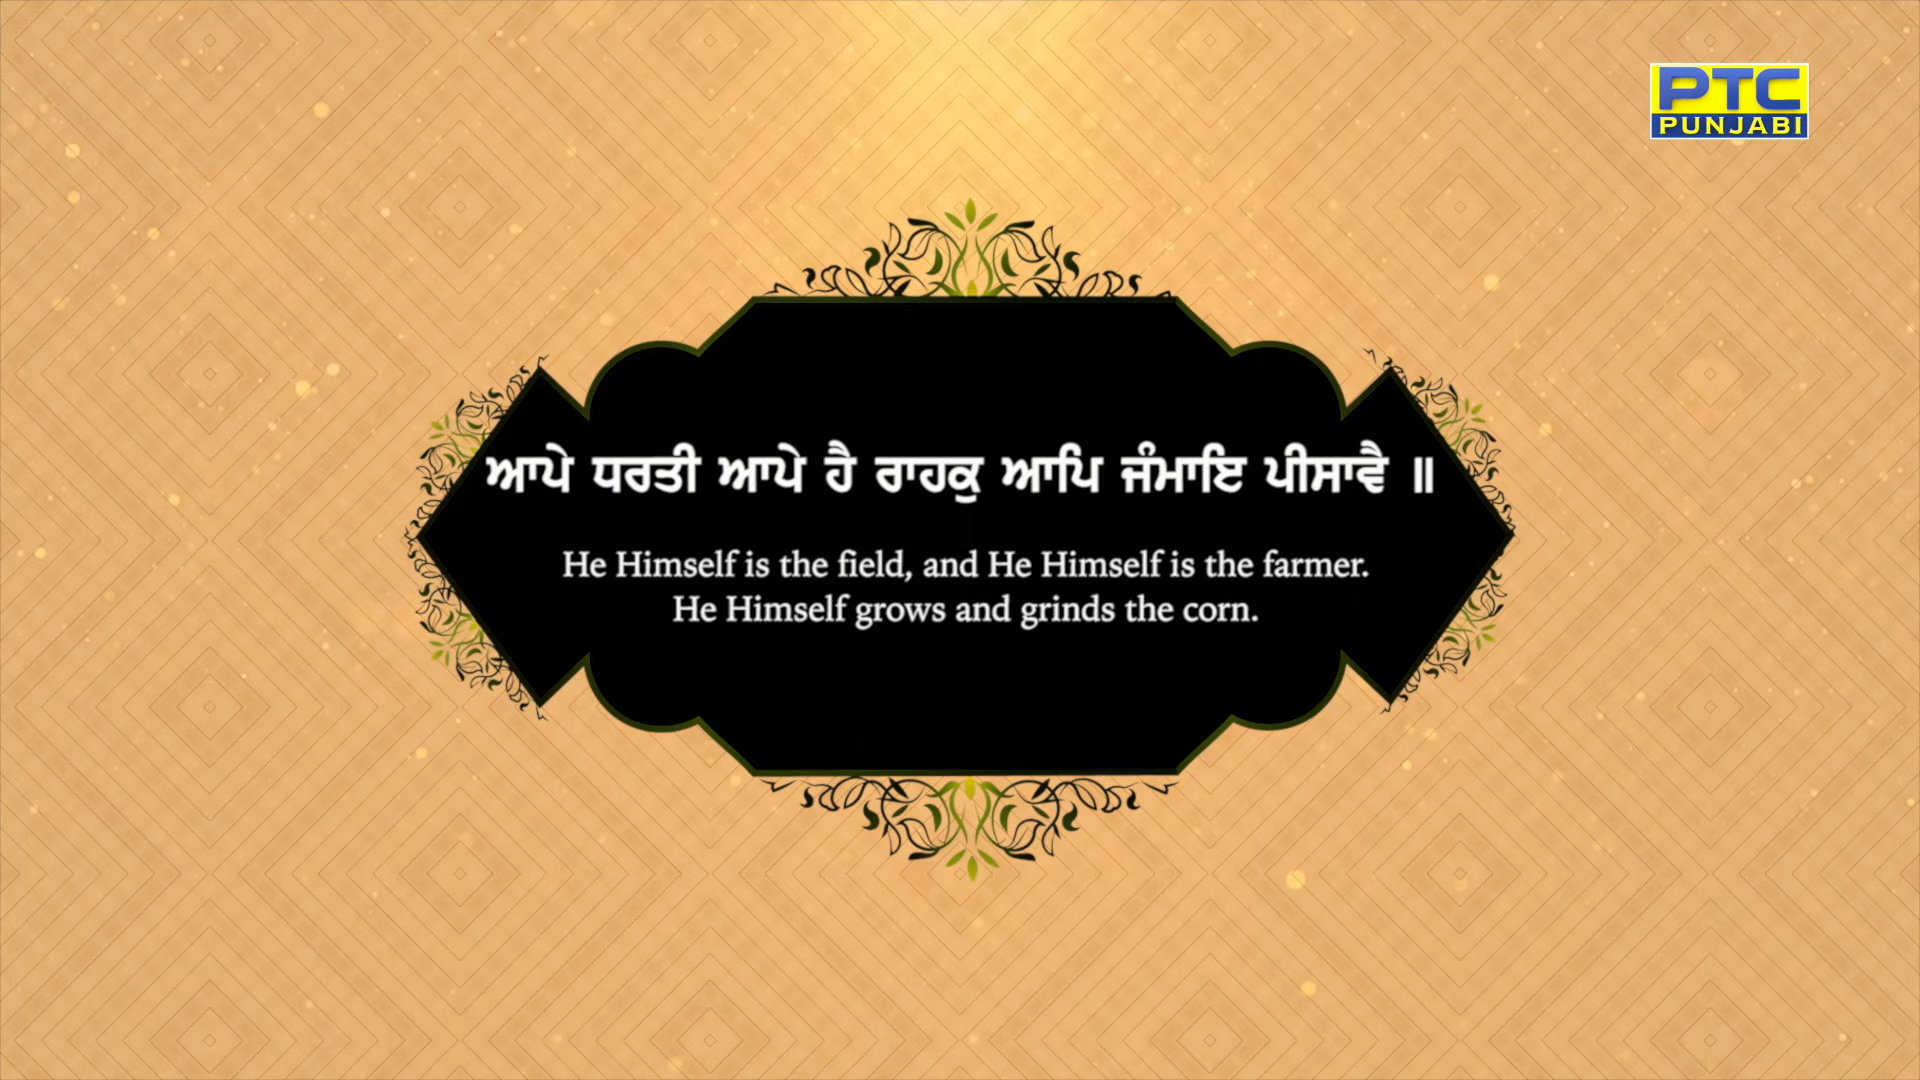 PTC
PUNJABI
ਆਪੇ ਧਰਤੀ ਆਪੇ ਹੈ ਰਾਹਕੁ ਆਪਿ ਜੰਮਾਇ ਪੀਸਾਵੈ ॥
He Himself is the field, and He Himself is the farmer.
He Himself grows and grinds the corn.